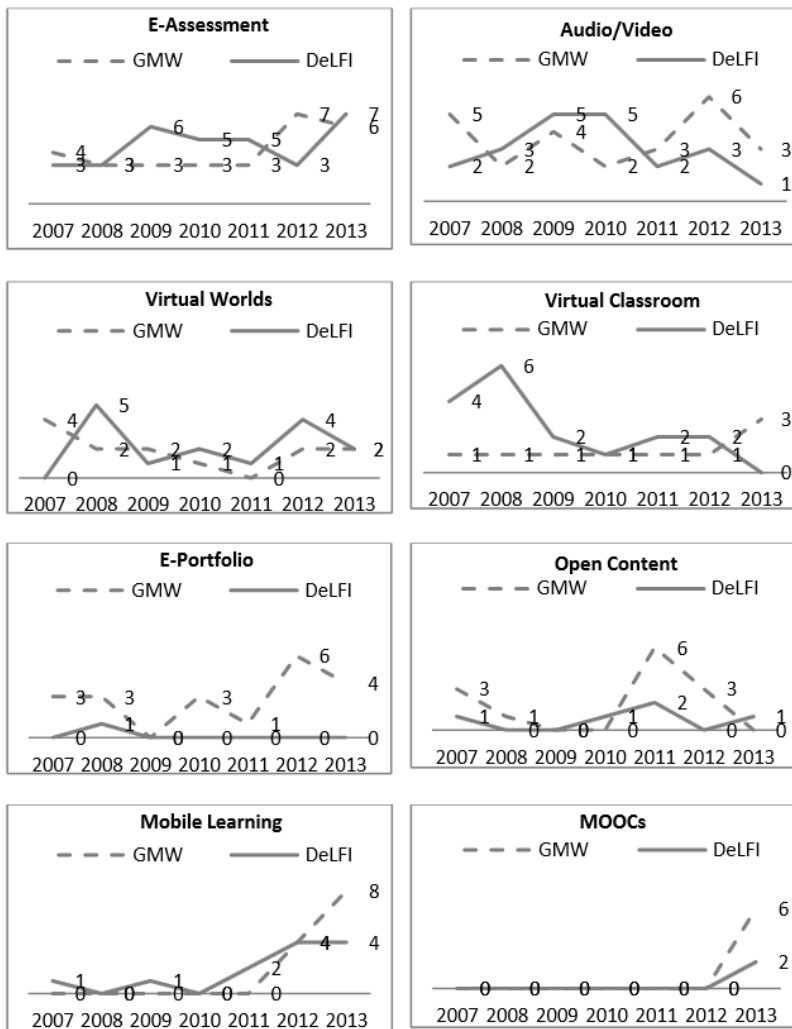 E-Assessment
GMW DeLFI
7 7
6 6
5 5
4
3 3 3 3 3 3
2007 2008 2009 2010 2011 2012 2013
Audio/Video
GMW DeLFI
6
5 5 5
4
3 3 3 3
2 2 2 2
1
2007 2008 2009 2010 2011 2012 2013
Virtual Worlds
GMW DeLFI
5
4 4
2 2 2 2 2
1 1 1
0 0
2007 2008 2009 2010 2011 2012 2013
Virtual Classroom
GMW DeLFI
6
4
3
2 2 2
1 1 1 1 1 1
0
2007 2008 2009 2010 2011 2012 2013
E-Portfolio
GMW DeLFI
6
4
3 3 3
1 1
0 0 0 0 0 0
2007 2008 2009 2010 2011 2012 2013
Open Content
GMW DeLFI
6
3 3
2
1 1 1 1
0 0 0 0 0
2007 2008 2009 2010 2011 2012 2013
Mobile Learning
GMW DeLFI
8
4 4
2
1 1
0 0 0 0 0
2007 2008 2009 2010 2011 2012 2013
MOOCs
GMW DeLFI
6
2
0 0 0 0 0 0
2007 2008 2009 2010 2011 2012 2013